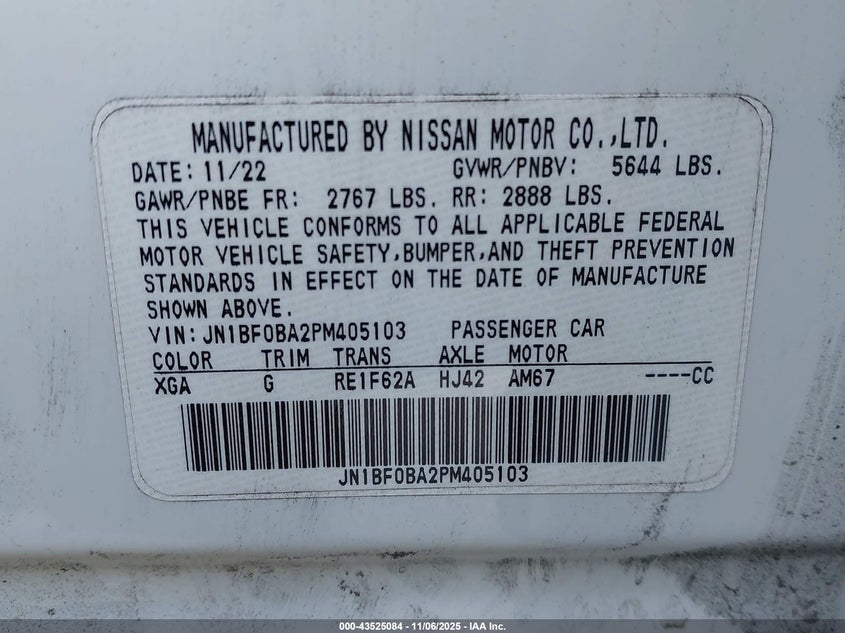 MANUFACTURED BY NISSAN MOTOR CO.,LTD.
DATE: 11/22 GVWR/PNBV: 5644 LBS.
GAWR/PNBE FR: 2767 LBS. RR: 2888 LBS.
THIS VEHICLE CONFORMS TO ALL APPLICABLE FEDERAL
MOTOR VEHICLE SAFETY,BUMPER,AND THEFT PREVENTION
STANDARDS IN EFFECT ON THE DATE OF MANUFACTURE
SHOWN ABOVE.
VIN: JN1BF0BA2PM405103 PASSENGER CAR
COLOR TRIM TRANS AXLE MOTOR
XGA G RE1F62A HJ42 AM67 ----CC
JN1BF0BA2PM405103
000-43525084 - 11/06/2025 - IAA Inc.